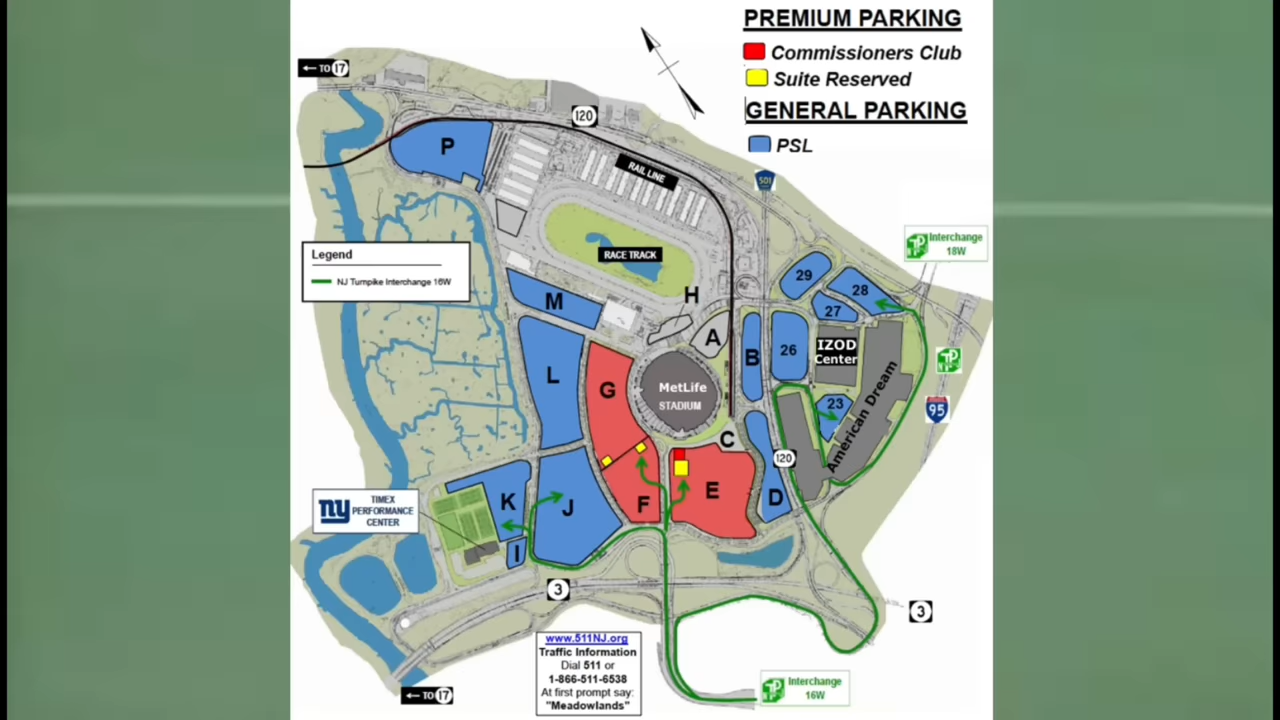 PREMIUM PARKING
Commissioners Club
Suite Reserved
GENERAL PARKING
PSL
← TO 17
120
P
RAIL LINE
501
Interchange
18W
Legend
NJ Turnpike Interchange 16W
RACE TRACK
29
28
27
M
H
A
B
26
IZOD
Center
TP
NJ
L
G
MetLife
STADIUM
American Dream
23
95
C
120
K
J
F
E
D
I
ny
TIMEX
PERFORMANCE
CENTER
3
3
www.511NJ.org
Traffic Information
Dial 511 or
1-866-511-6538
At first prompt say:
"Meadowlands"
← TO 17
Interchange
16W